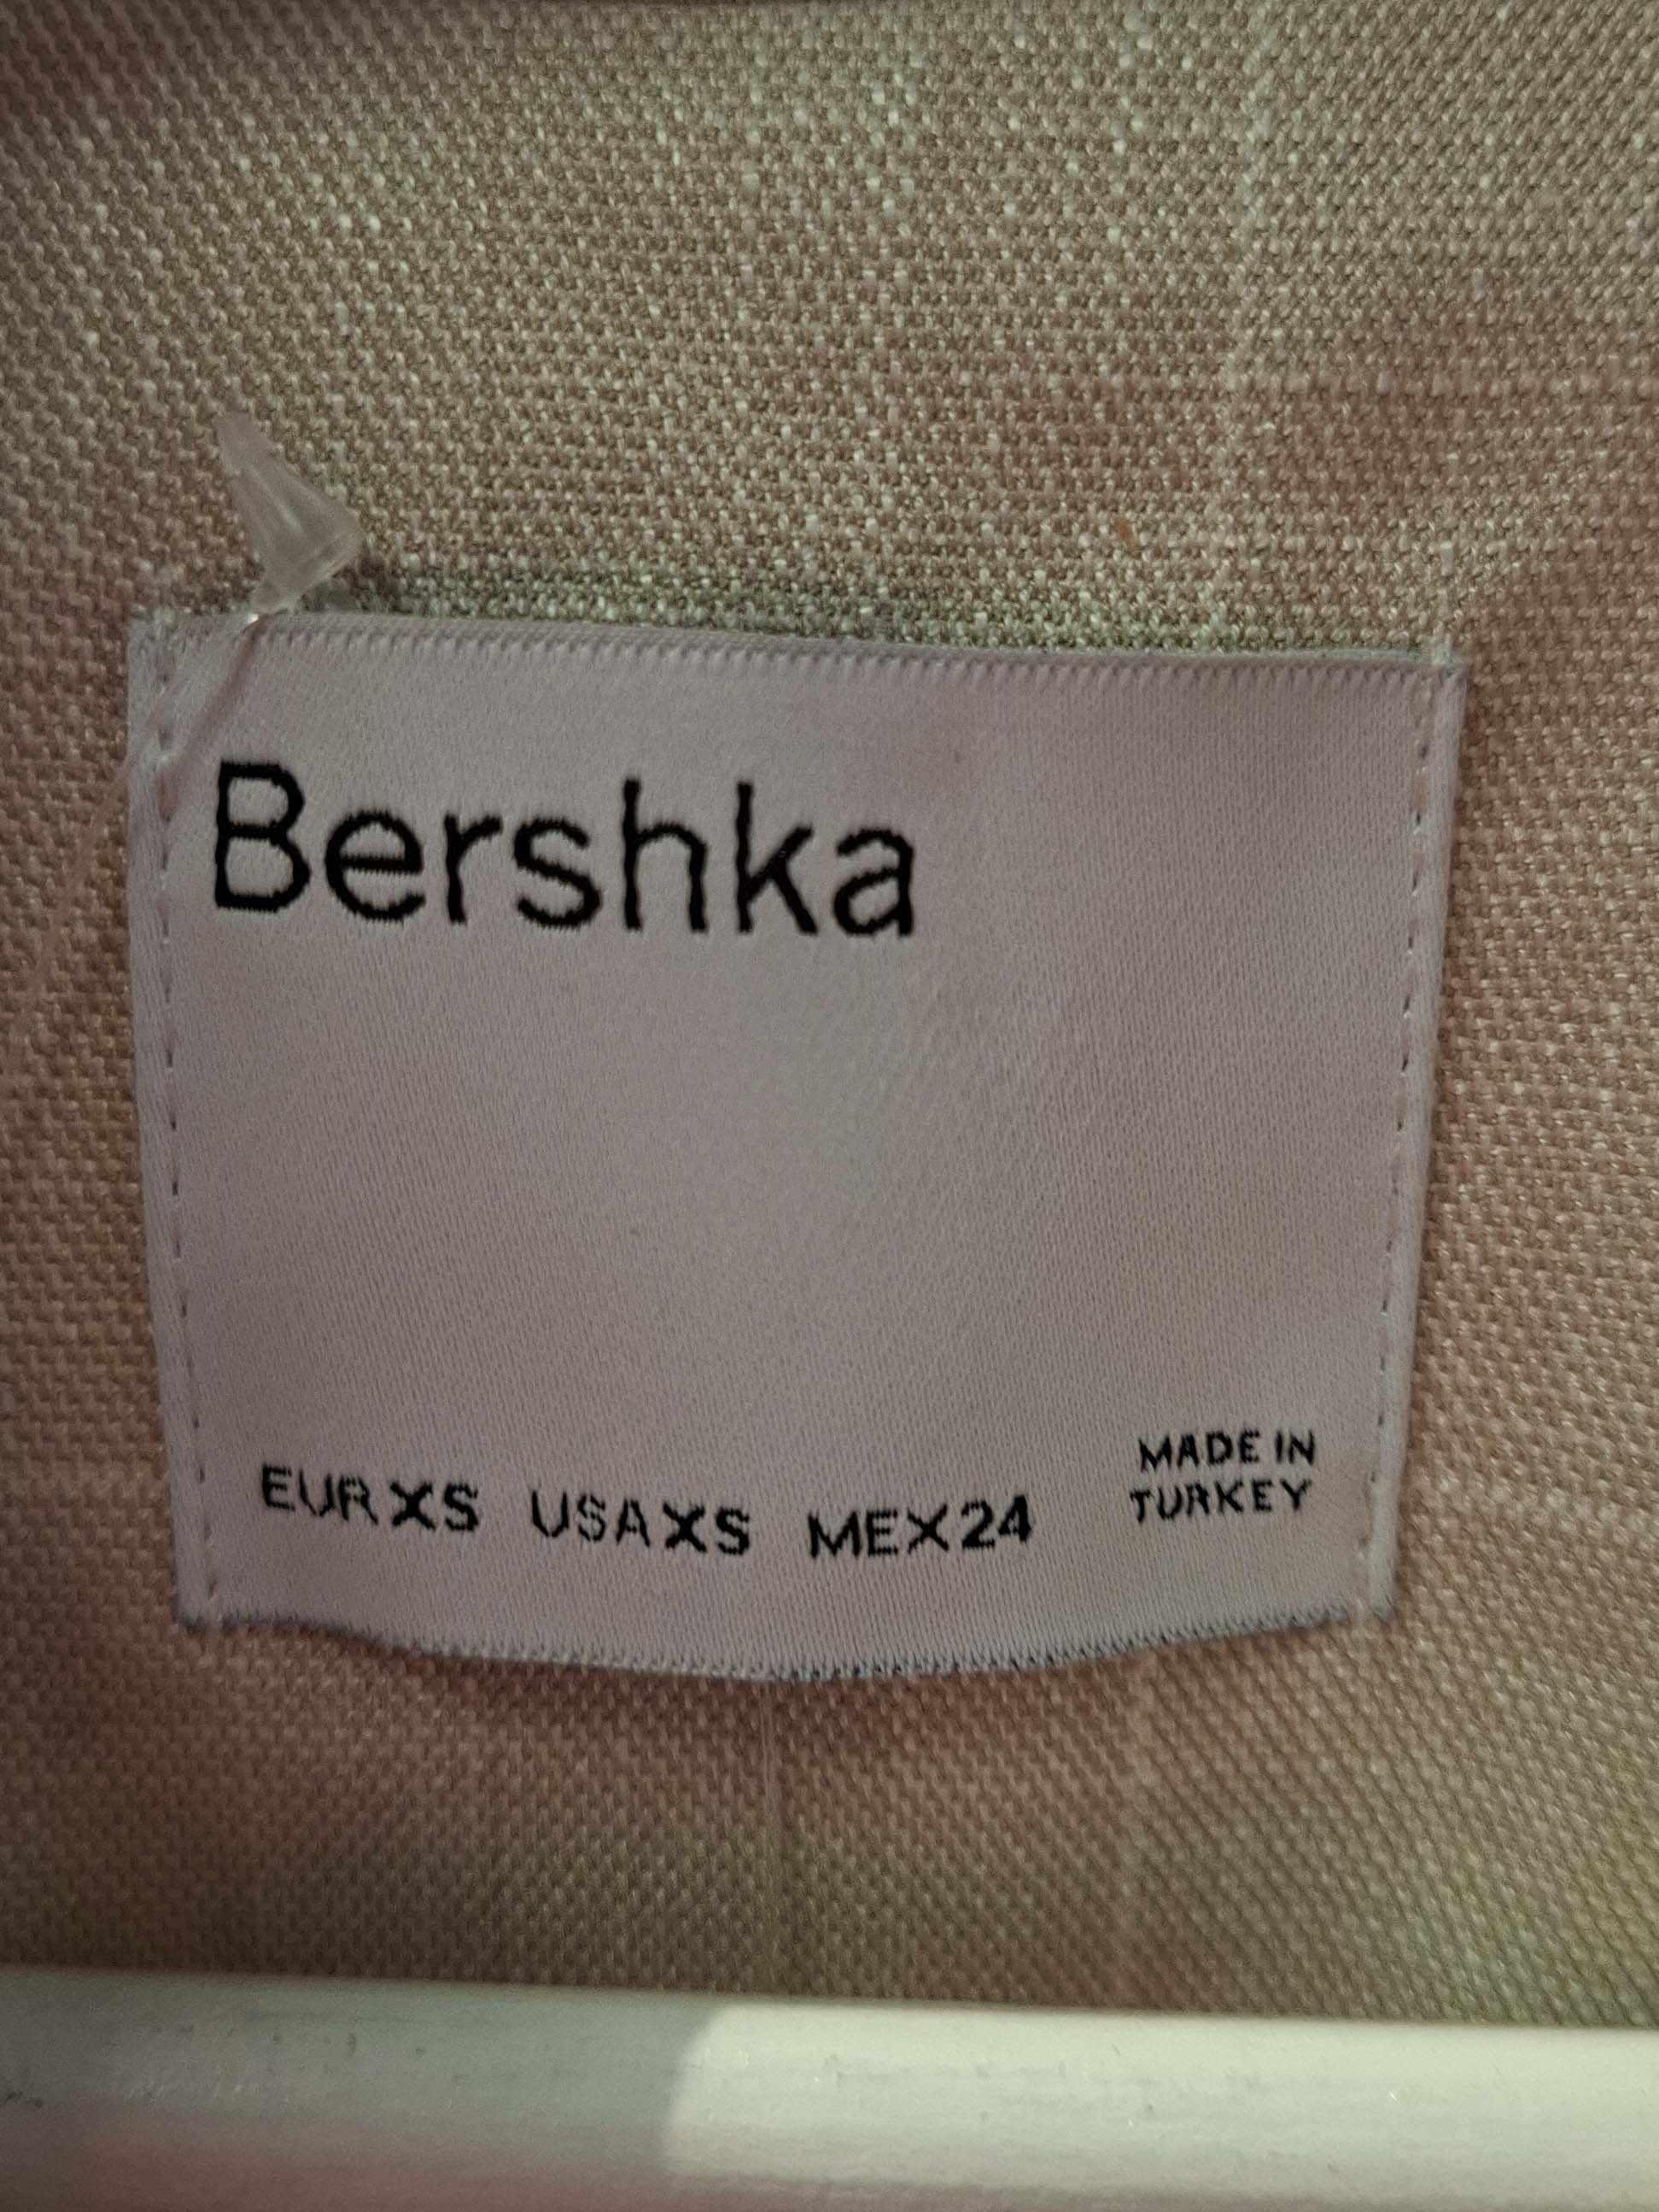 Bershka
EUR XS USA XS MEX 24
MADE IN
TURKEY